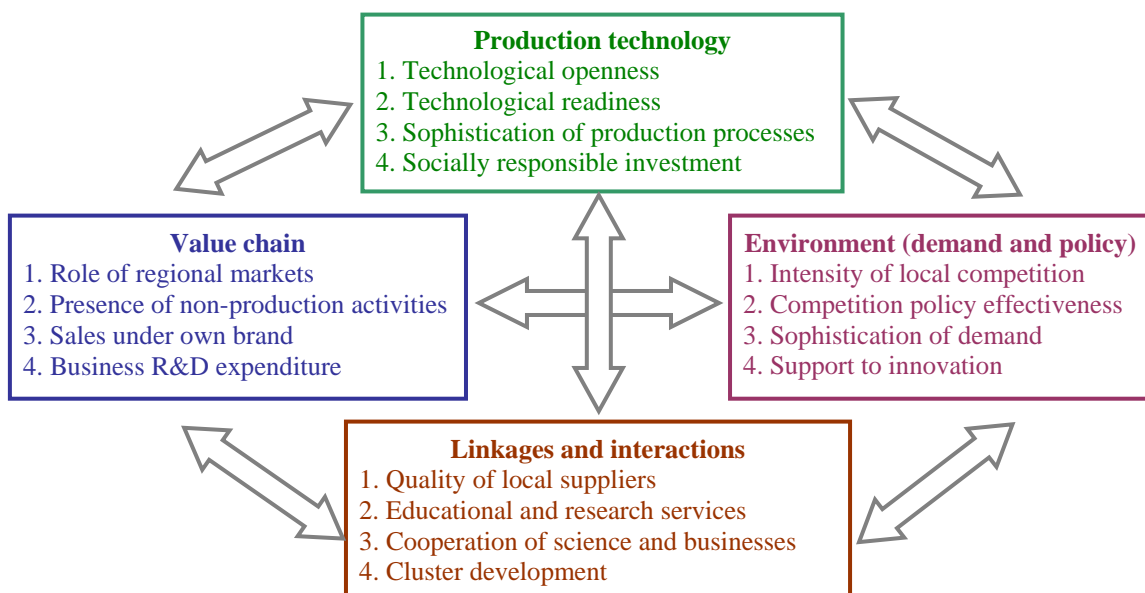 Production technology
1. Technological openness
2. Technological readiness
3. Sophistication of production processes
4. Socially responsible investment
Value chain
1. Role of regional markets
2. Presence of non-production activities
3. Sales under own brand
4. Business R&D expenditure
Environment (demand and policy)
1. Intensity of local competition
2. Competition policy effectiveness
3. Sophistication of demand
4. Support to innovation
Linkages and interactions
1. Quality of local suppliers
2. Educational and research services
3. Cooperation of science and businesses
4. Cluster development